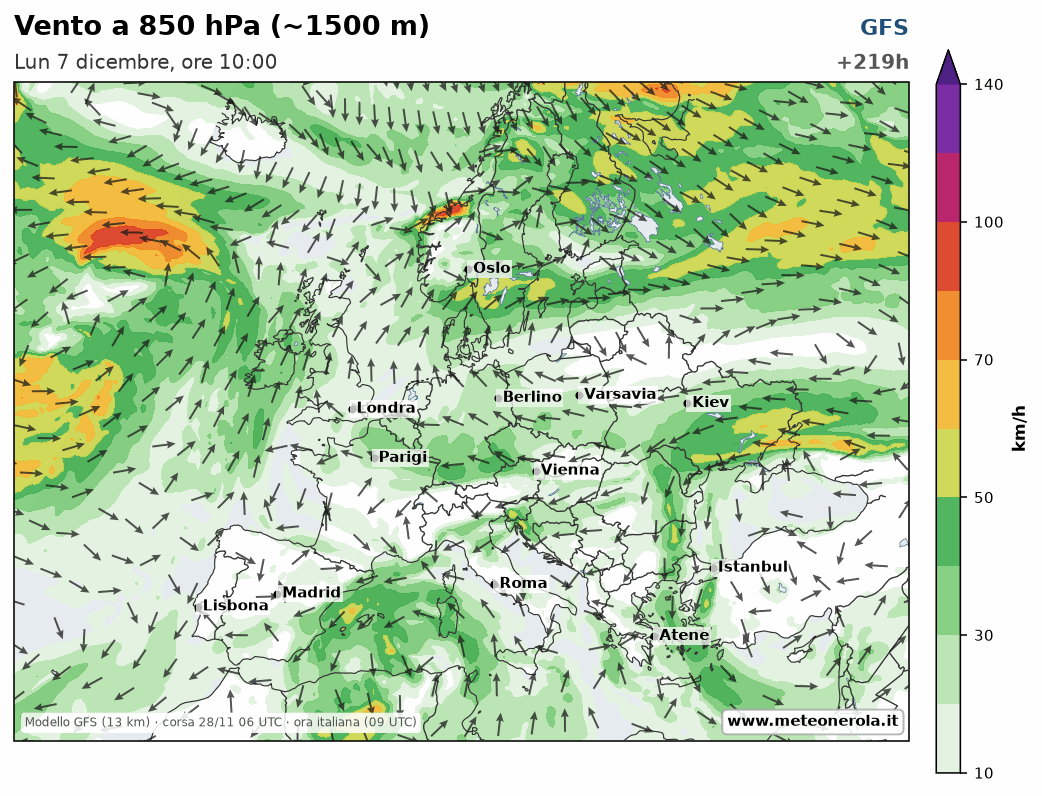 Vento a 850 hPa (~1500 m)
GFS
Lun 7 dicembre, ore 10:00
+219h
140
100
70
50
30
10
km/h
Oslo
Berlino
Varsavia
Kiev
Londra
Parigi
Vienna
Istanbul
Roma
Madrid
Lisbona
Atene
Modello GFS (13 km) · corsa 28/11 06 UTC · ora italiana (09 UTC)
www.meteonerola.it